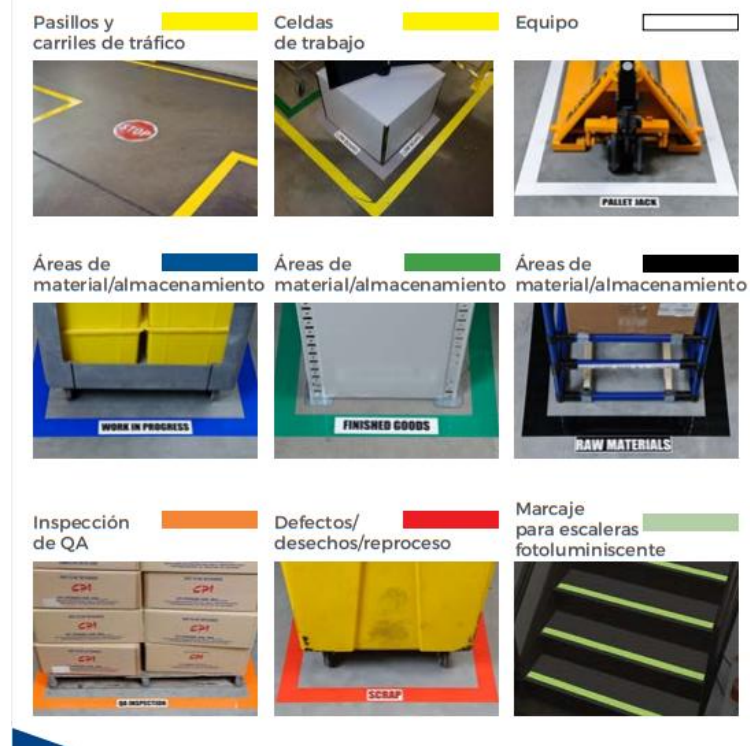 Pasillos y
carriles de tráfico
Celdas
de trabajo
Equipo
STOP
PALLET JACK
Áreas de
material/almacenamiento
Áreas de
material/almacenamiento
Áreas de
material/almacenamiento
WORK IN PROGRESS
FINISHED GOODS
RAW MATERIALS
Inspección
de QA
Defectos/
desechos/reproceso
Marcaje
para escaleras
fotoluminiscente
CPI
CPI
CPI
CPI
CPI
CPI
QA INSPECTION
SCRAP